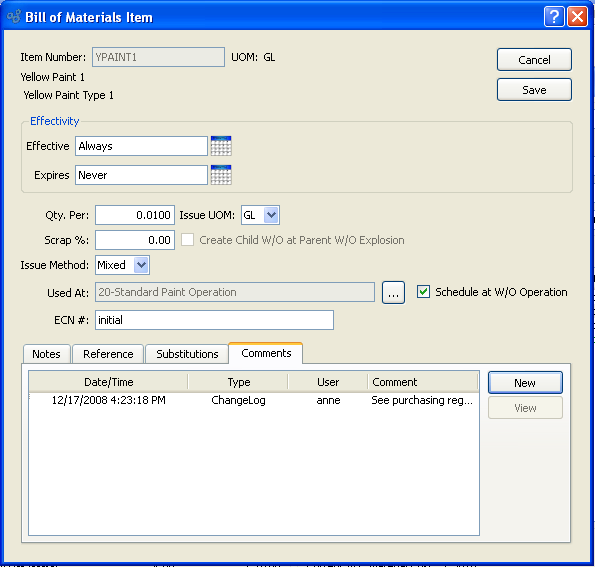 Bill of Materials Item
Item Number: YPAINT1 UOM: GL Cancel
Yellow Paint 1
Yellow Paint Type 1 Save
Effectivity
Effective Always
Expires Never
Qty. Per: 0.0100 Issue UOM: GL
Scrap %: 0.00 Create Child W/O at Parent W/O Explosion
Issue Method: Mixed
Used At: 20-Standard Paint Operation ... Schedule at W/O Operation
ECN #: initial
Notes Reference Substitutions Comments
Date/Time Type User Comment New
12/17/2008 4:23:18 PM ChangeLog anne See purchasing reg... View